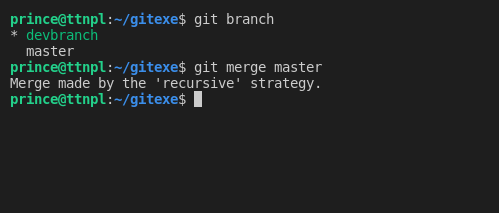 prince@ttnpl:~/gitexe$ git branch
* devbranch
  master
prince@ttnpl:~/gitexe$ git merge master
Merge made by the 'recursive' strategy.
prince@ttnpl:~/gitexe$